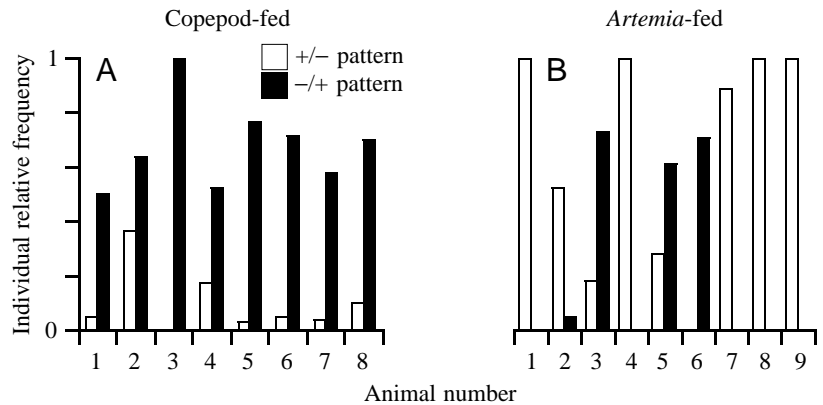 Copepod-fed
Artemia-fed
Individual relative frequency
1
0
A
+/− pattern
−/+ pattern
B
1 2 3 4 5 6 7 8
1 2 3 4 5 6 7 8 9
Animal number